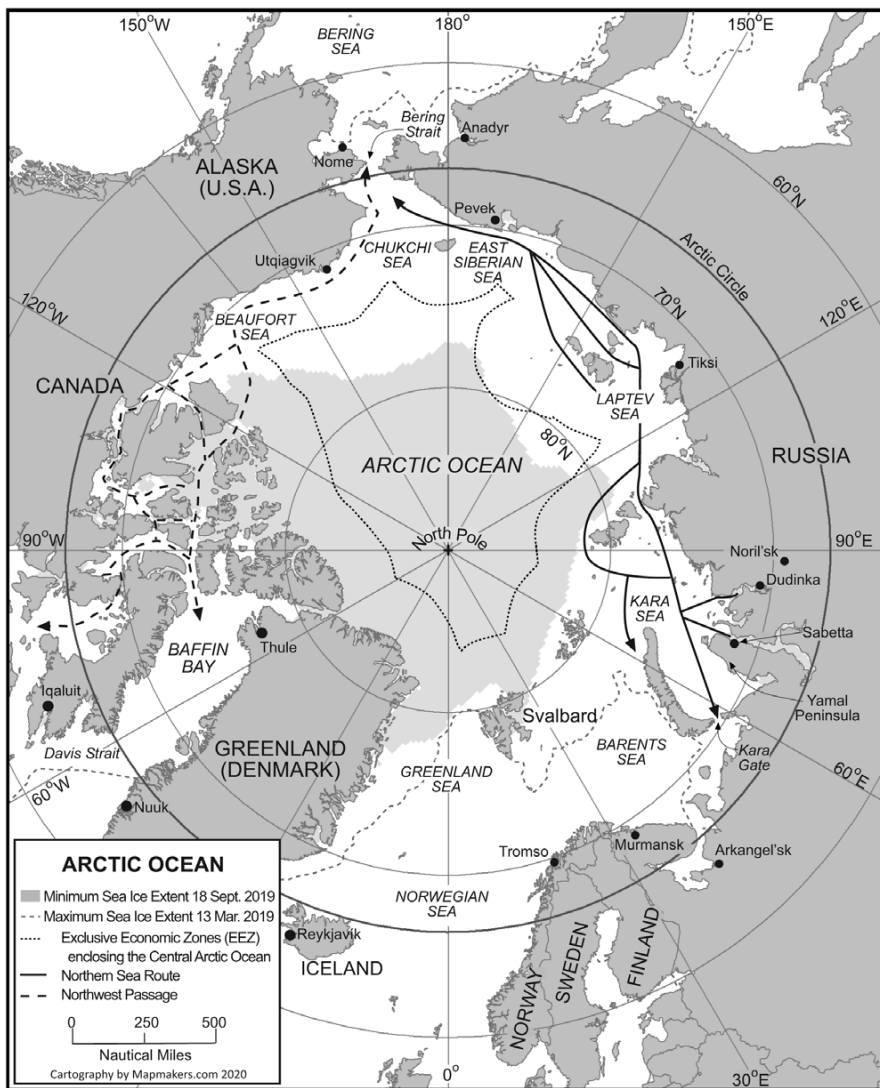 150°W
180°
150°E
BERING
SEA
Bering
Strait
Anadyr
Nome
ALASKA
(U.S.A.)
60°N
Pevek
Arctic Circle
Utqiagvik
CHUKCHI
SEA
EAST
SIBERIAN
SEA
70°N
120°W
120°E
BEAUFORT
SEA
Tiksi
CANADA
LAPTEV
SEA
80°N
ARCTIC OCEAN
RUSSIA
North Pole
90°W
90°E
Noril'sk
Dudinka
KARA
SEA
Sabetta
BAFFIN
BAY
Thule
Yamal
Peninsula
Iqaluit
Svalbard
Davis Strait
GREENLAND
(DENMARK)
BARENTS
SEA
Kara
Gate
GREENLAND
SEA
60°W
60°E
Nuuk
Murmansk
Tromso
Arkangel'sk
NORWEGIAN
SEA
Reykjavík
ICELAND
NORWAY
SWEDEN
FINLAND
0°
30°E
ARCTIC OCEAN
Minimum Sea Ice Extent 18 Sept. 2019
Maximum Sea Ice Extent 13 Mar. 2019
Exclusive Economic Zones (EEZ)
enclosing the Central Arctic Ocean
Northern Sea Route
Northwest Passage
0 250 500
Nautical Miles
Cartography by Mapmakers.com 2020